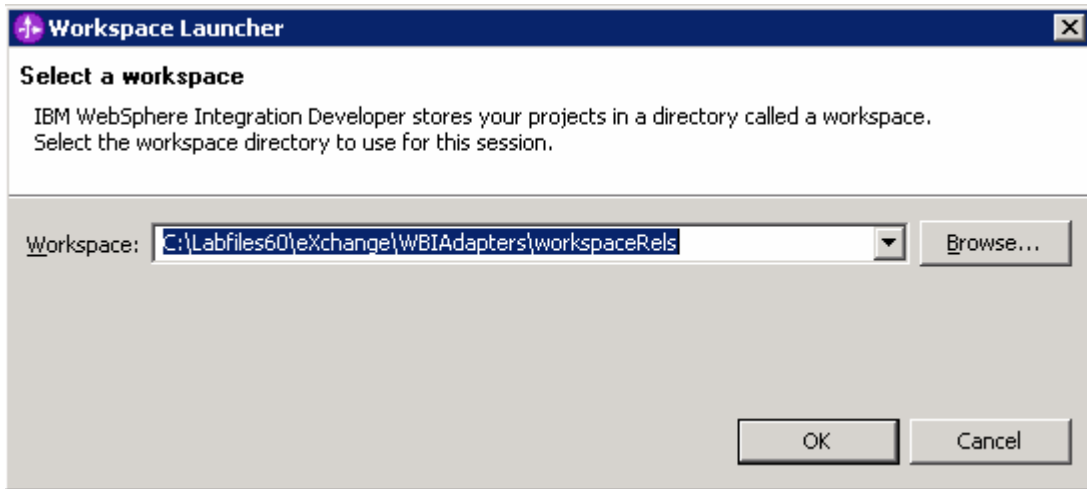 Workspace Launcher
Select a workspace
IBM WebSphere Integration Developer stores your projects in a directory called a workspace.
Select the workspace directory to use for this session.
Workspace: C:\Labfiles60\eXchange\WBIAdapters\workspaceRels Browse...
OK Cancel